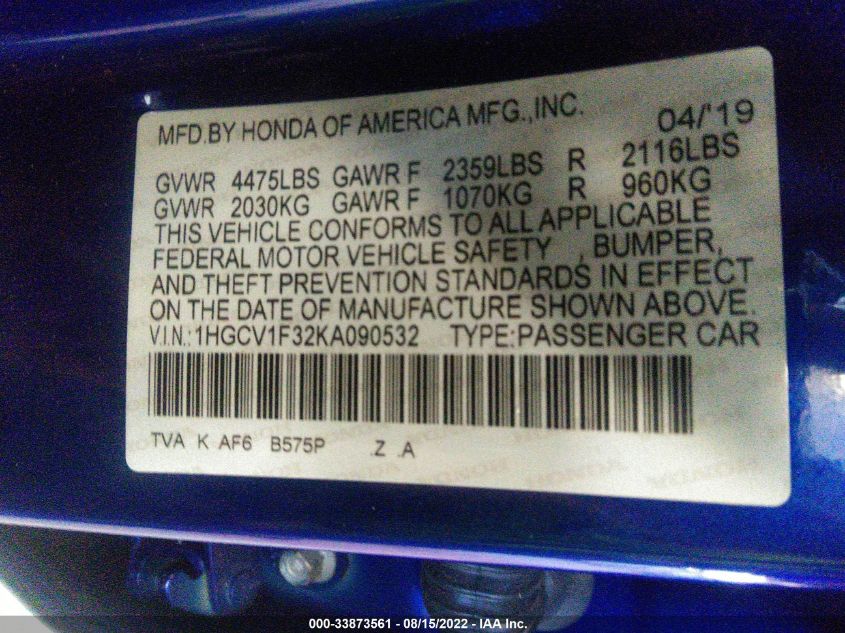 MFD.BY HONDA OF AMERICA MFG.,INC. 04/'19
GVWR 4475LBS GAWR F 2359LBS R 2116LBS
GVWR 2030KG GAWR F 1070KG R 960KG
THIS VEHICLE CONFORMS TO ALL APPLICABLE
FEDERAL MOTOR VEHICLE SAFETY , BUMPER,
AND THEFT PREVENTION STANDARDS IN EFFECT
ON THE DATE OF MANUFACTURE SHOWN ABOVE.
V.I.N.:1HGCV1F32KA090532 TYPE:PASSENGER CAR
TVA K AF6 B575P .Z .A
000-33873561 - 08/15/2022 - IAA Inc.